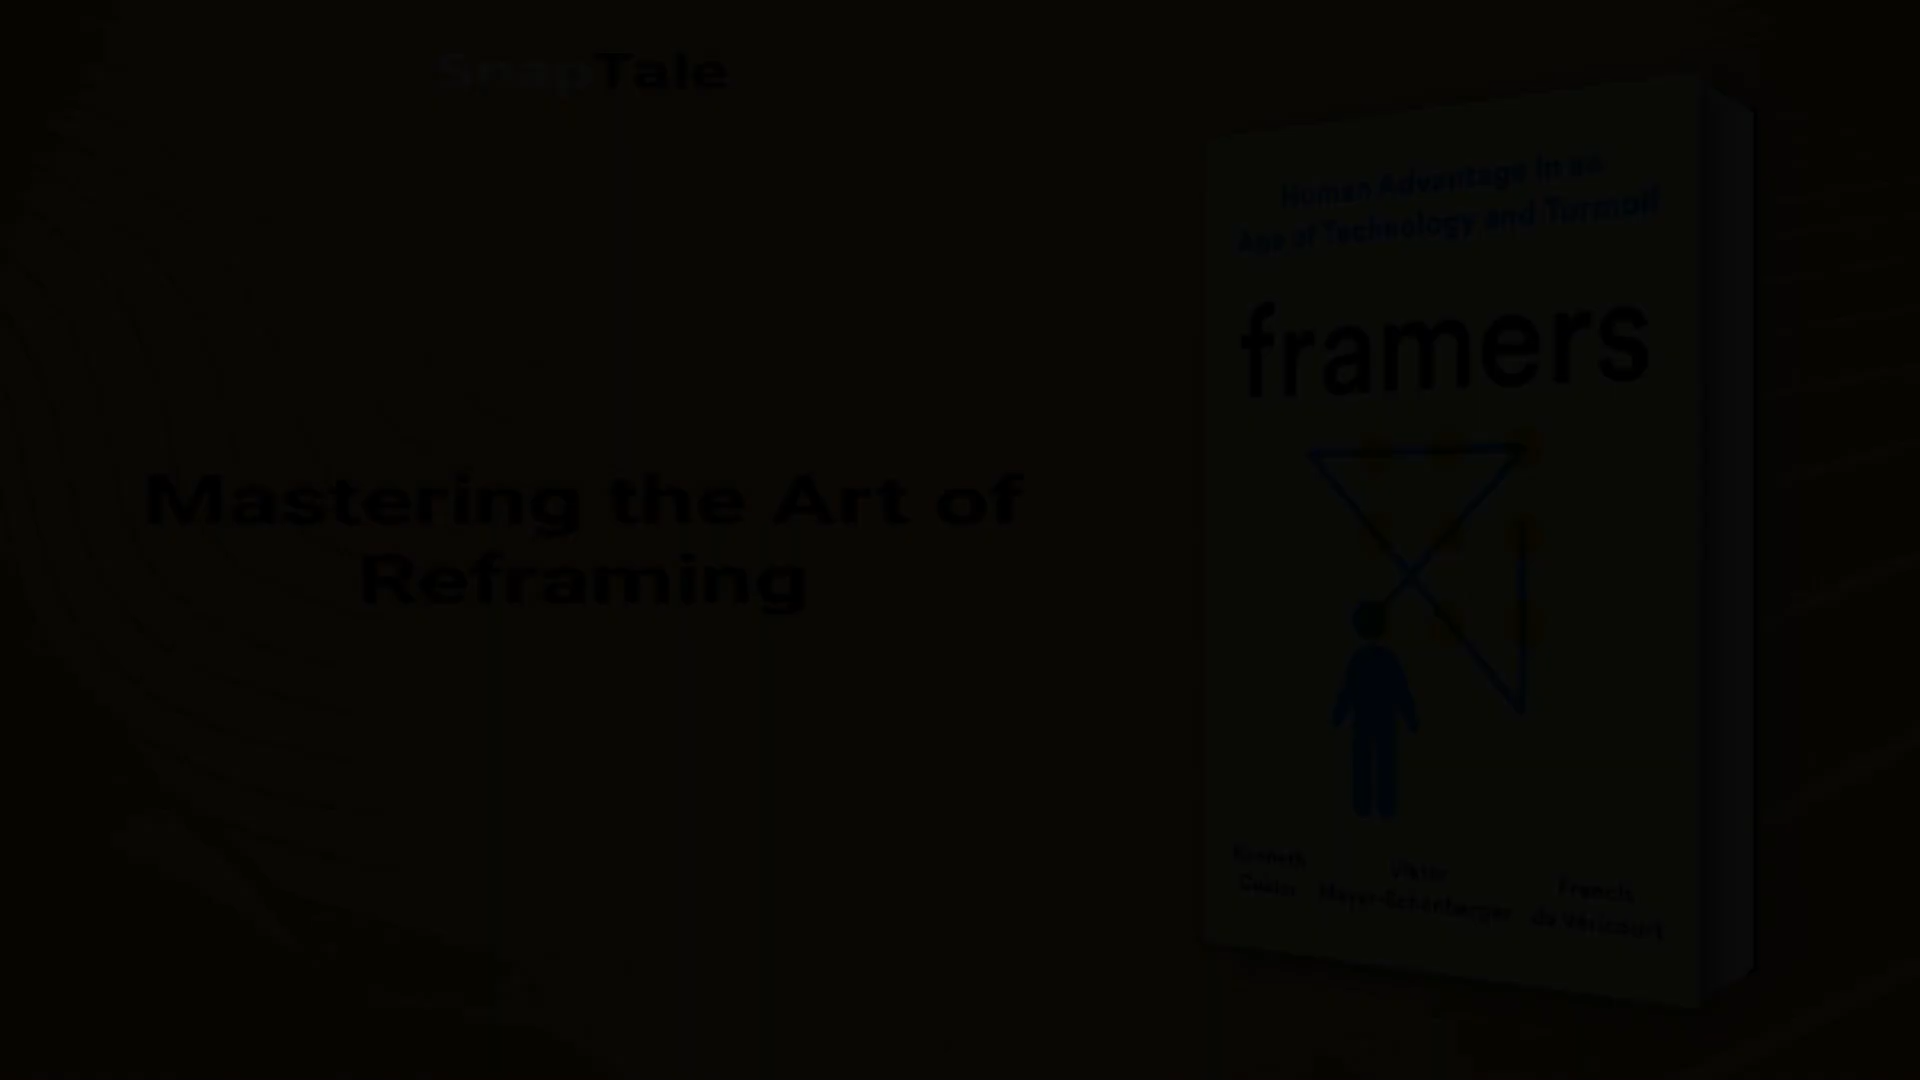 SnapTale
Mastering the Art of
Reframing
Human Advantage in an
Age of Technology and Turmoil
framers
Kenneth
Cukier
Viktor
Mayer-Schönberger
Francis
de Véricourt